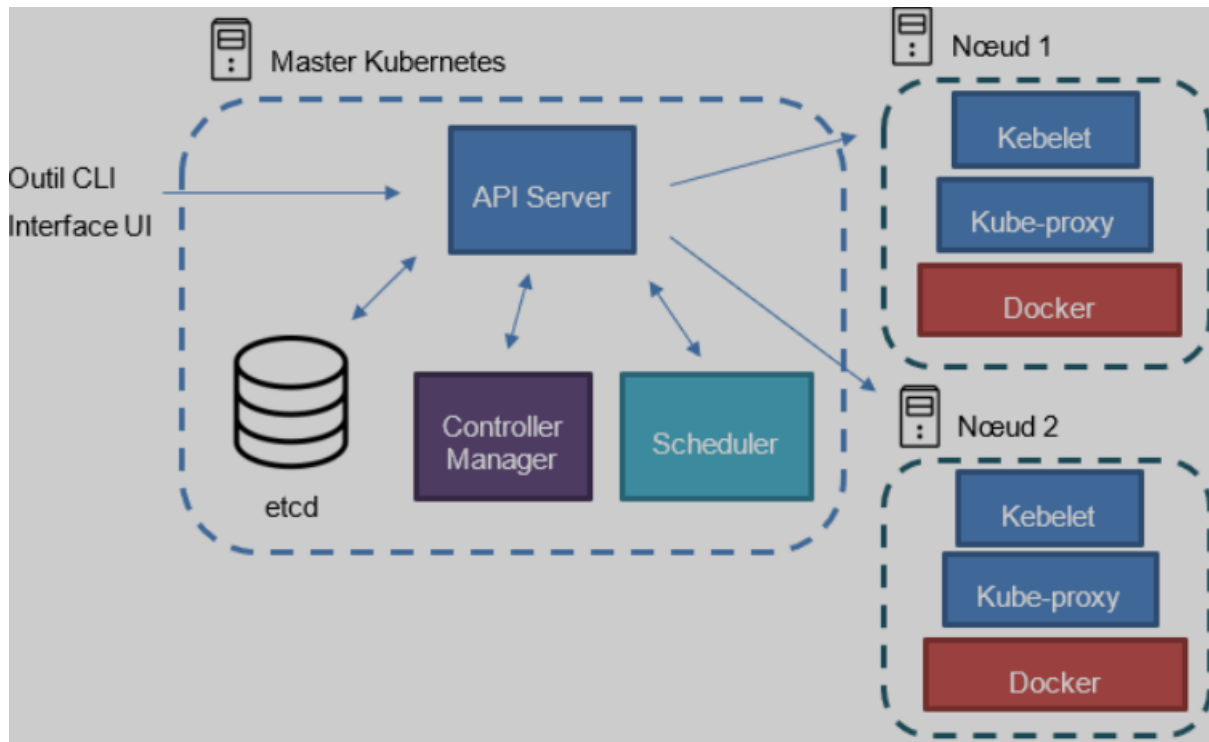 Master Kubernetes
Outil CLI
Interface UI
API Server
etcd
Controller
Manager
Scheduler
Nœud 1
Kebelet
Kube-proxy
Docker
Nœud 2
Kebelet
Kube-proxy
Docker